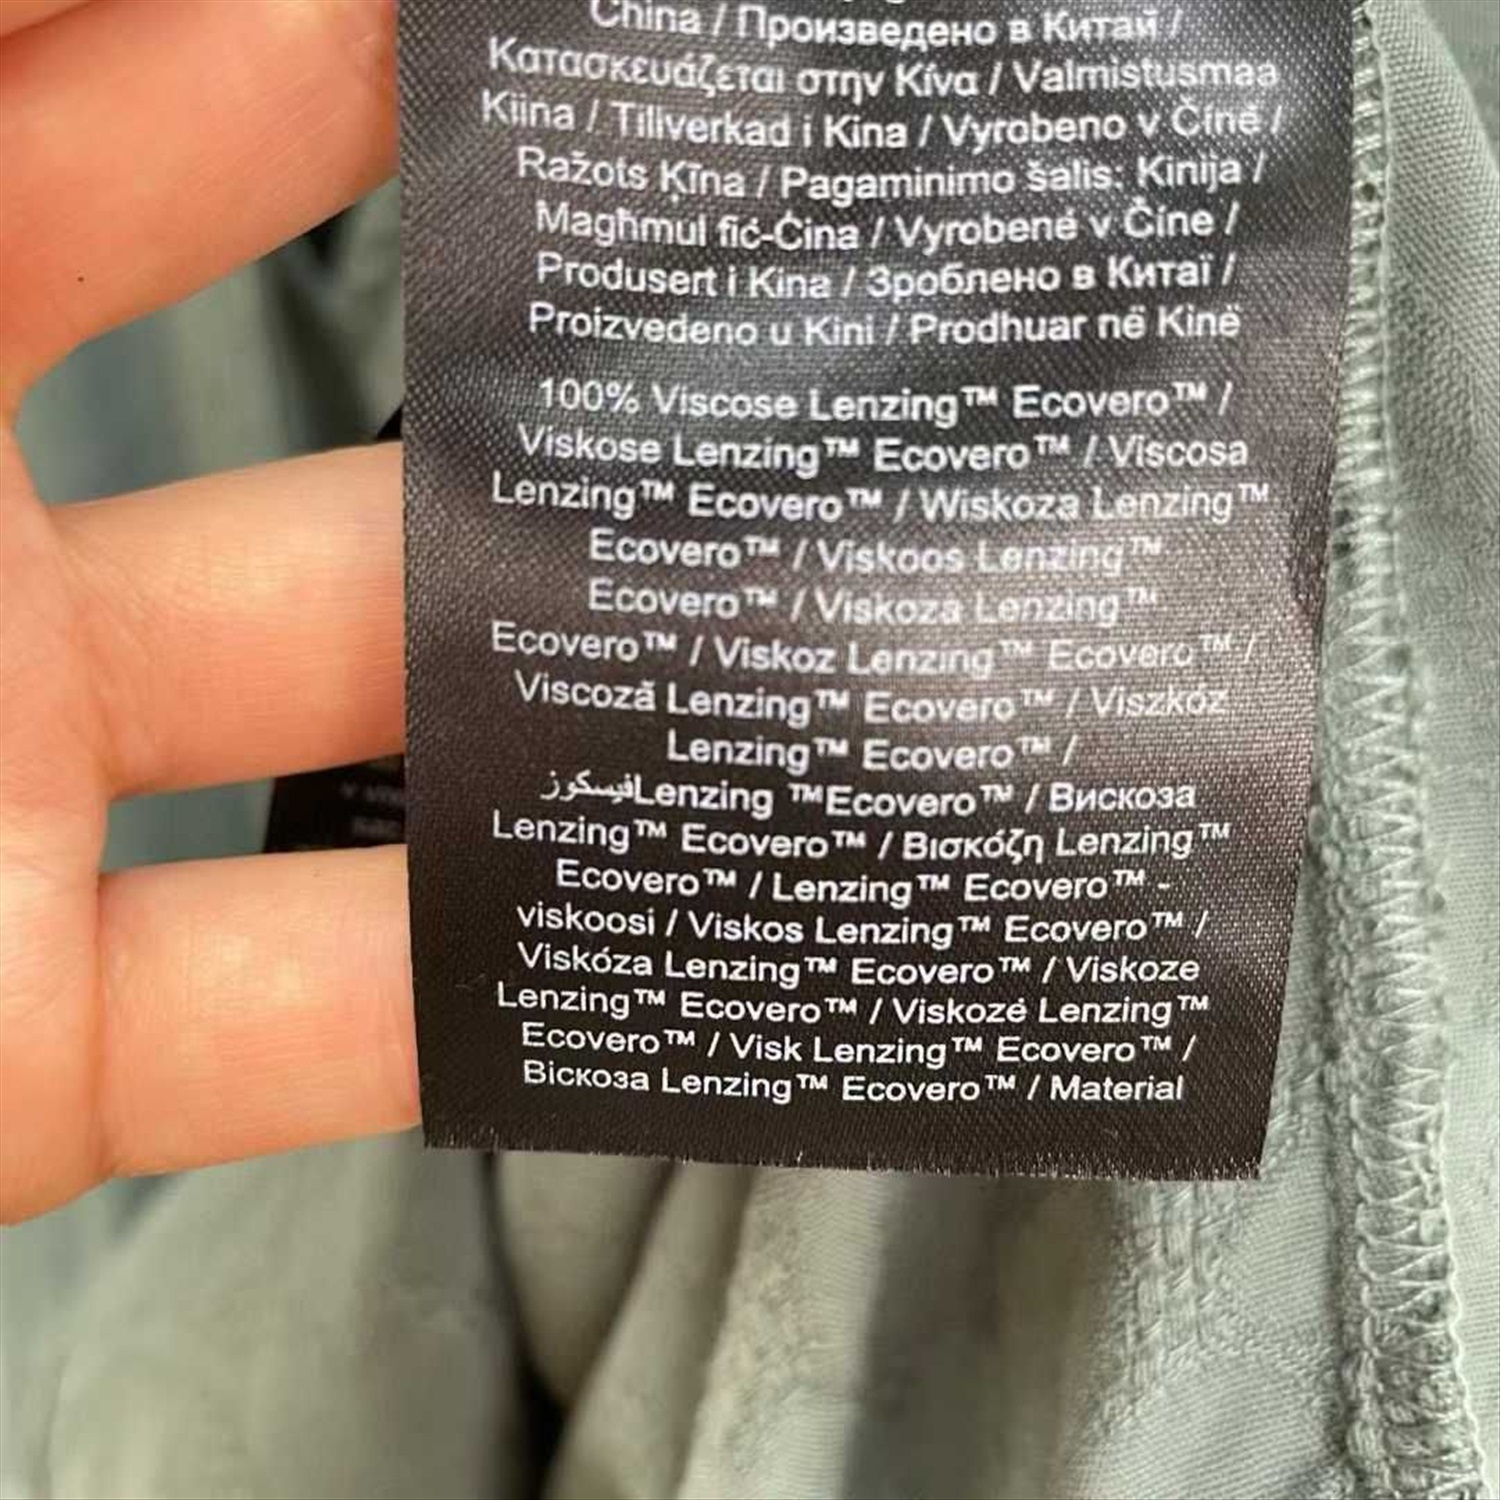 China / Произведено в Китай /
Κατασκευάζεται στην Κίνα / Valmistusmaa
Kiina / Tillverkad i Kina / Vyrobeno v Číně /
Ražots Ķīna / Pagaminimo šalis: Kinija /
Magħmul fiċ-Ċina / Vyrobené v Číne /
Produsert i Kina / Зроблено в Китаї /
Proizvedeno u Kini / Prodhuar në Kinë
100% Viscose Lenzing™ Ecovero™ /
Viskose Lenzing™ Ecovero™ / Viscosa
Lenzing™ Ecovero™ / Wiskoza Lenzing™
Ecovero™ / Viskoos Lenzing™
Ecovero™ / Viskoza Lenzing™
Ecovero™ / Viskoz Lenzing™ Ecovero™ /
Viscoză Lenzing™ Ecovero™ / Viszkóz
Lenzing™ Ecovero™ /
فيسكوزLenzing ™Ecovero™ / Вискоза
Lenzing™ Ecovero™ / Βισκόζη Lenzing™
Ecovero™ / Lenzing™ Ecovero™ -
viskoosi / Viskos Lenzing™ Ecovero™ /
Viskóza Lenzing™ Ecovero™ / Viskoze
Lenzing™ Ecovero™ / Viskozė Lenzing™
Ecovero™ / Visk Lenzing™ Ecovero™ /
Віскоза Lenzing™ Ecovero™ / Material